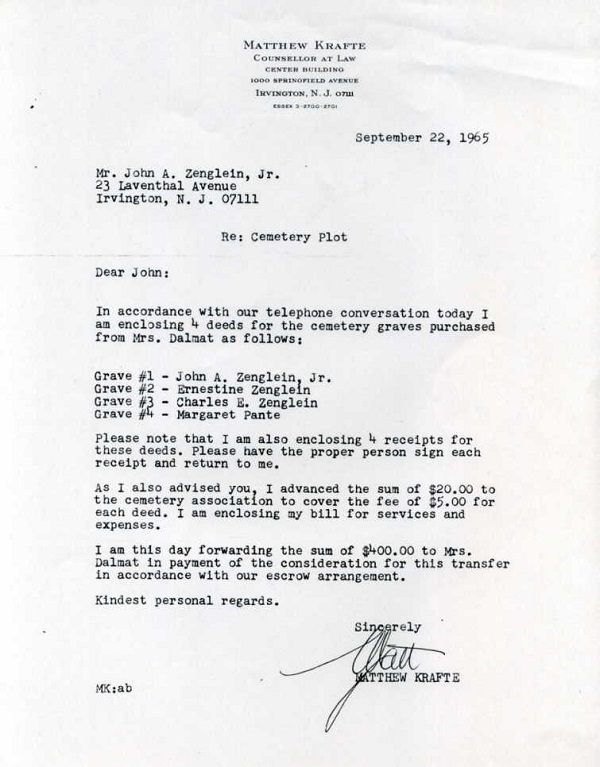 MATTHEW KRAFTE
COUNSELLOR AT LAW
CENTER BUILDING
1000 SPRINGFIELD AVENUE
IRVINGTON, N. J. 07111
ESSEX 3-2700-2701
September 22, 1965
Mr. John A. Zenglein, Jr.
23 Laventhal Avenue
Irvington, N. J. 07111
Re: Cemetery Plot
Dear John:
In accordance with our telephone conversation today I
am enclosing 4 deeds for the cemetery graves purchased
from Mrs. Dalmat as follows:
Grave #1 - John A. Zenglein, Jr.
Grave #2 - Ernestine Zenglein
Grave #3 - Charles E. Zenglein
Grave #4 - Margaret Pante
Please note that I am also enclosing 4 receipts for
these deeds. Please have the proper person sign each
receipt and return to me.
As I also advised you, I advanced the sum of $20.00 to
the cemetery association to cover the fee of $5.00 for
each deed. I am enclosing my bill for services and
expenses.
I am this day forwarding the sum of $400.00 to Mrs.
Dalmat in payment of the consideration for this transfer
in accordance with our escrow arrangement.
Kindest personal regards.
Sincerely
Matt
MATTHEW KRAFTE
MK:ab